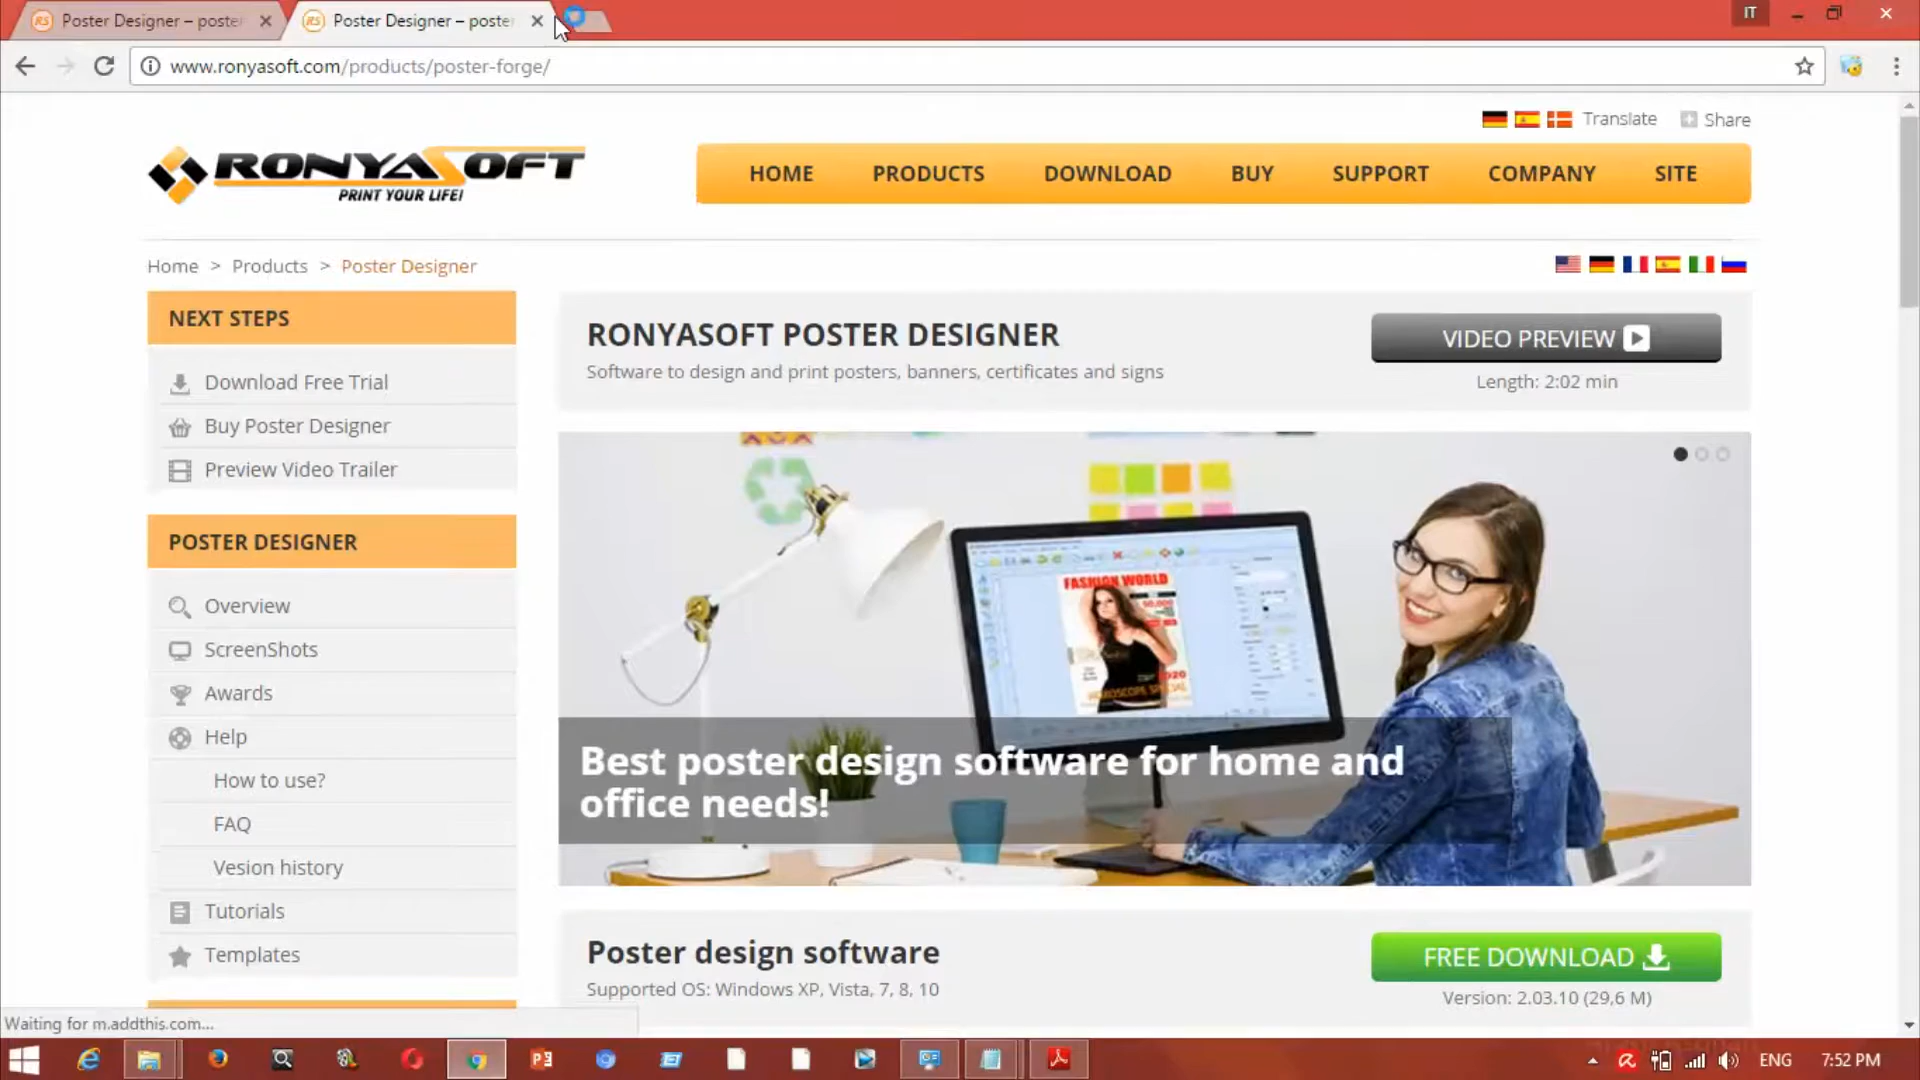 Poster Designer – poste
Poster Designer – poster
IT
www.ronyasoft.com/products/poster-forge/
Translate
Share
RS RONYASOFT
PRINT YOUR LIFE!
HOME
PRODUCTS
DOWNLOAD
BUY
SUPPORT
COMPANY
SITE
Home > Products > Poster Designer
NEXT STEPS
Download Free Trial
Buy Poster Designer
Preview Video Trailer
POSTER DESIGNER
Overview
ScreenShots
Awards
Help
How to use?
FAQ
Vesion history
Tutorials
Templates
RONYASOFT POSTER DESIGNER
Software to design and print posters, banners, certificates and signs
VIDEO PREVIEW
Length: 2:02 min
FASHION WORLD
HOROSCOPE SPECIAL
Best poster design software for home and
office needs!
Poster design software
Supported OS: Windows XP, Vista, 7, 8, 10
FREE DOWNLOAD
Version: 2.03.10 (29,6 M)
Waiting for m.addthis.com...
ENG
7:52 PM